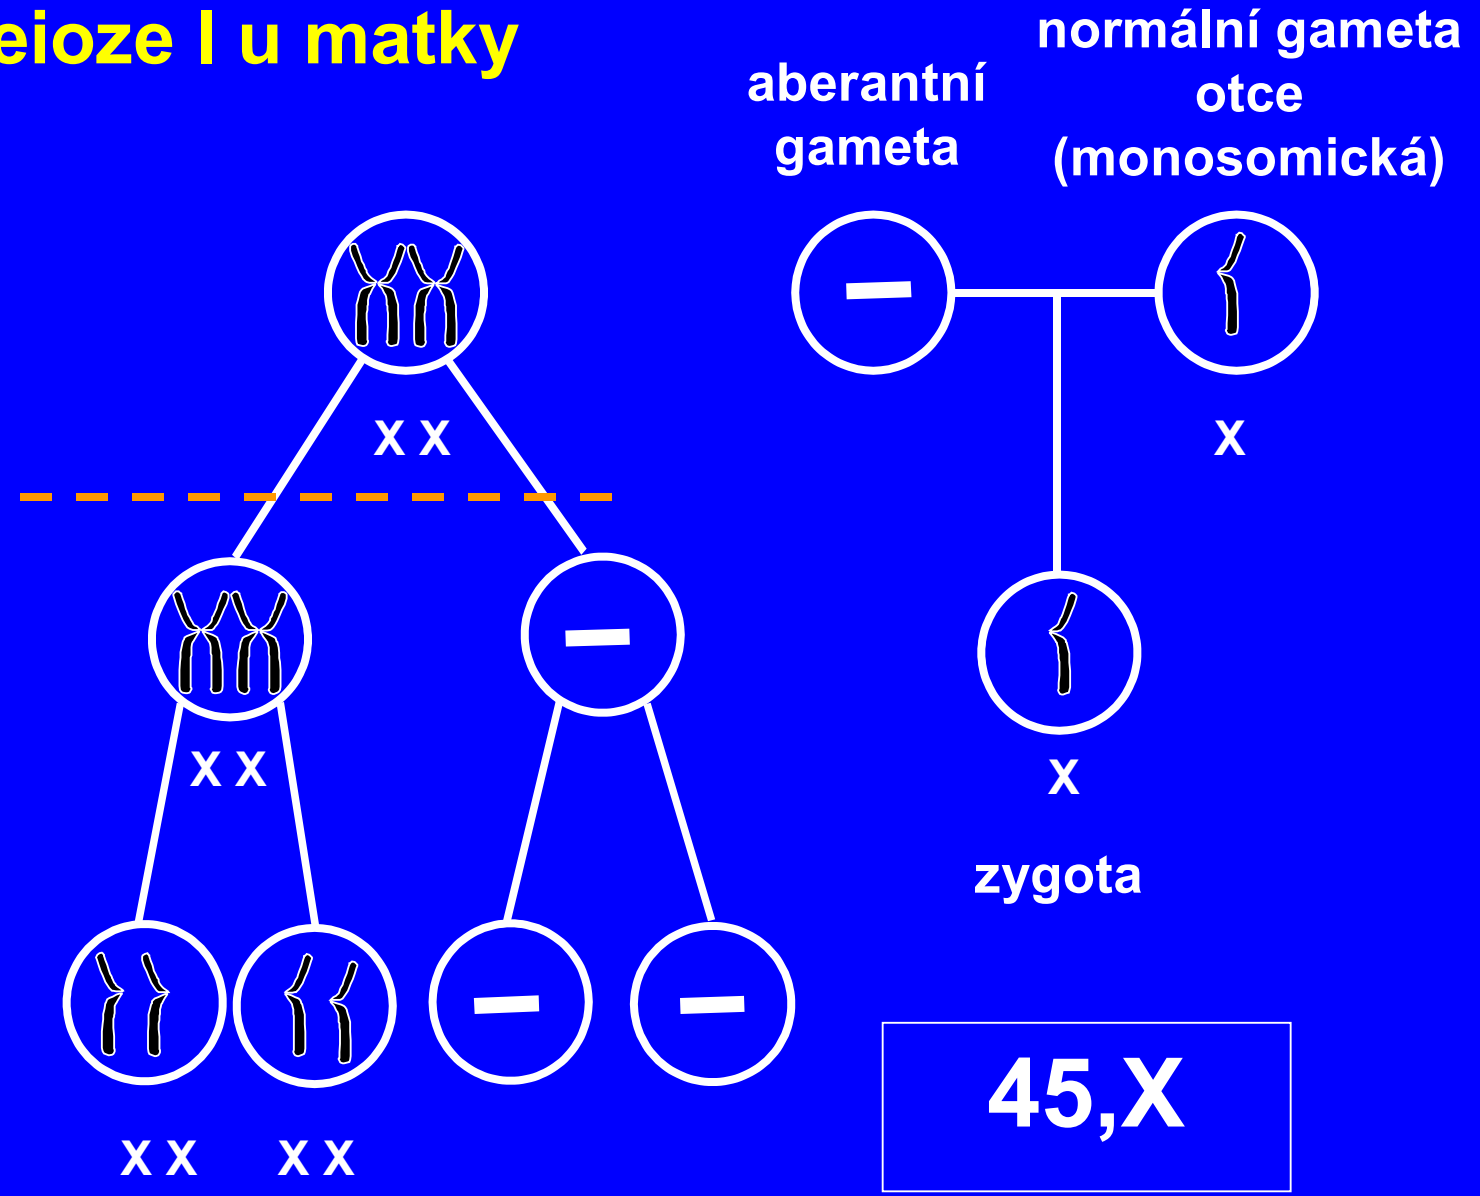 eioze I u matky
aberantní
gameta
normální gameta
otce
(monosomická)
X X
X
X X
X
zygota
45,X
X X
X X